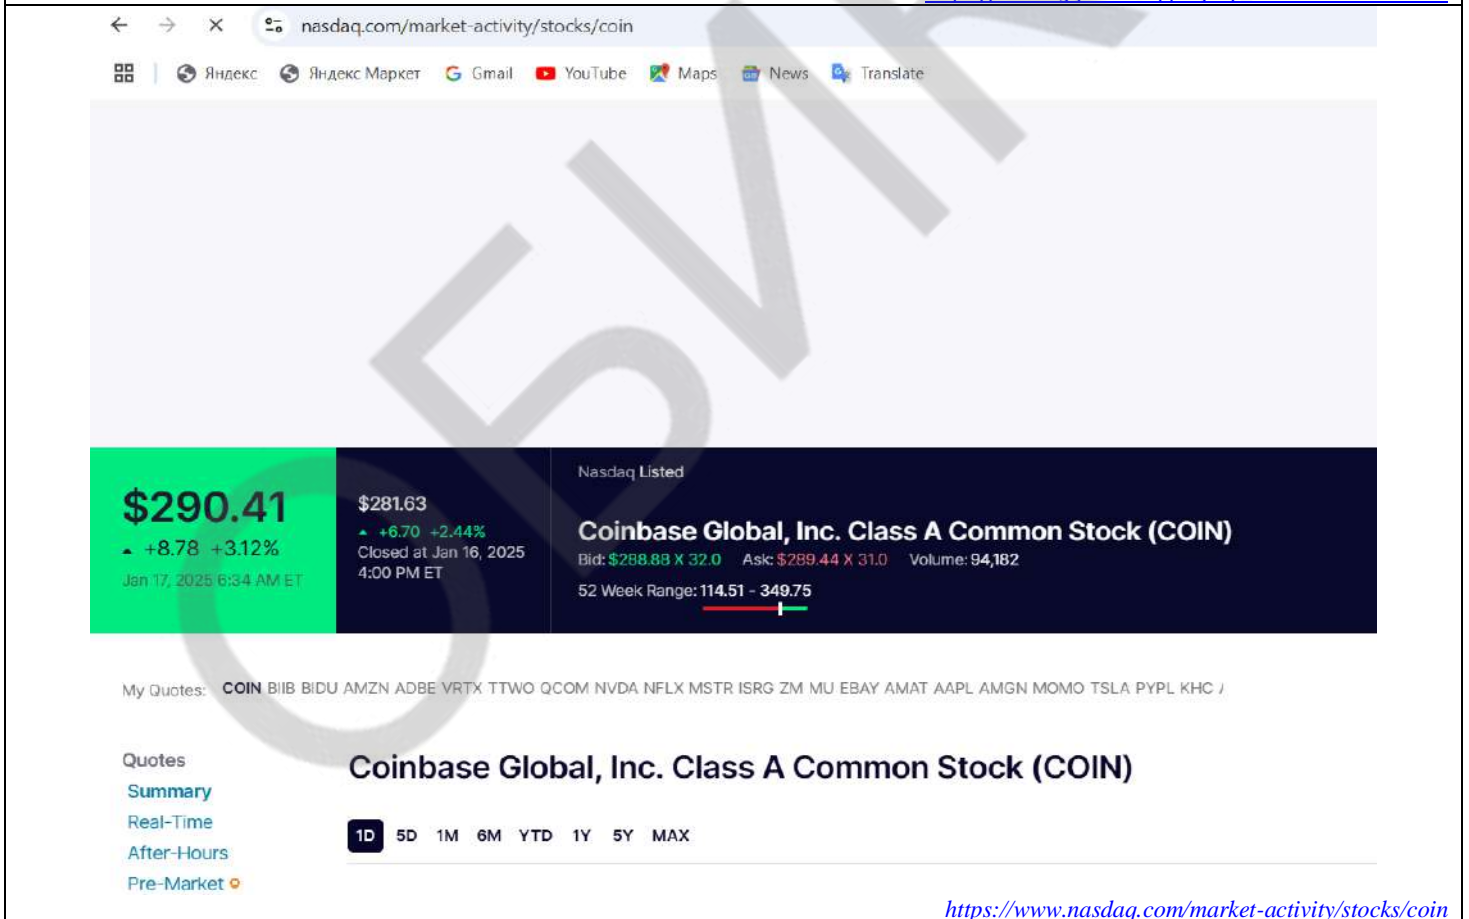 nasdaq.com/market-activity/stocks/coin
Яндекс Яндекс Маркет Gmail YouTube Maps News Translate
$290.41
+8.78 +3.12%
Jan 17, 2025 6:34 AM ET
$281.63
+6.70 +2.44%
Closed at Jan 16, 2025
4:00 PM ET
Nasdaq Listed
Coinbase Global, Inc. Class A Common Stock (COIN)
Bid: $288.88 X 32.0 Ask: $289.44 X 31.0 Volume: 94,182
52 Week Range: 114.51 - 349.75
My Quotes: COIN BIIB BIDU AMZN ADBE VRTX TTWO QCOM NVDA NFLX MSTR ISRG ZM MU EBAY AMAT AAPL AMGN MOMO TSLA PYPL KHC
Quotes
Summary
Real-Time
After-Hours
Pre-Market
Coinbase Global, Inc. Class A Common Stock (COIN)
1D 5D 1M 6M YTD 1Y 5Y MAX
https://www.nasdaq.com/market-activity/stocks/coin
ОБИ